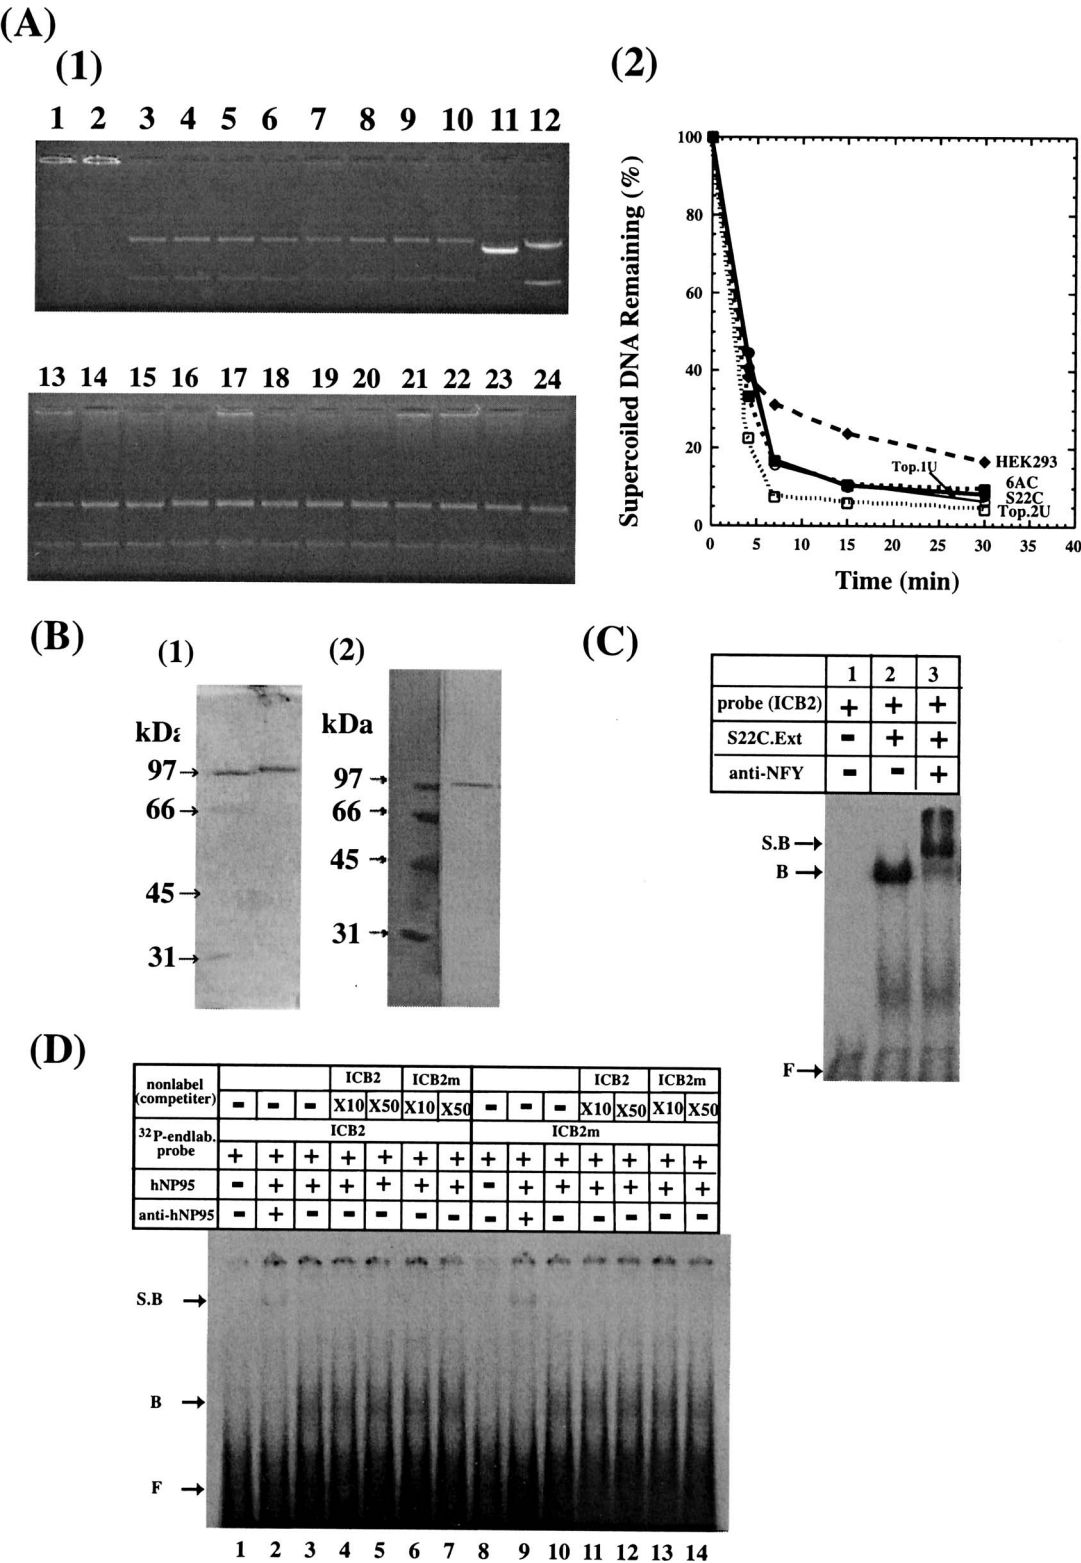 (A)
(1)
1 2 3 4 5 6 7 8 9 10 11 12
13 14 15 16 17 18 19 20 21 22 23 24
(2)
Supercoiled DNA Remaining (%)
100
80
60
40
20
0
Top.1U
HEK293
6AC
S22C
Top.2U
0 5 10 15 20 25 30 35 40
Time (min)
(B)
(1)
kDa
97
66
45
31
(2)
kDa
97
66
45
31
(C)
1 2 3
probe (ICB2) + + +
S22C.Ext - + +
anti-NFY - - +
S.B
B
F
(D)
nonlabel (competiter)
ICB2 ICB2m ICB2 ICB2m
- - - X10 X50 X10 X50 - - - X10 X50 X10 X50
32P-endlab. probe
ICB2 ICB2m
+ + + + + + + + + + + + + +
hNP95 - + + + + + + - + + + + + +
anti-hNP95 - + - - - - - - + - - - - -
S.B
B
F
1 2 3 4 5 6 7 8 9 10 11 12 13 14